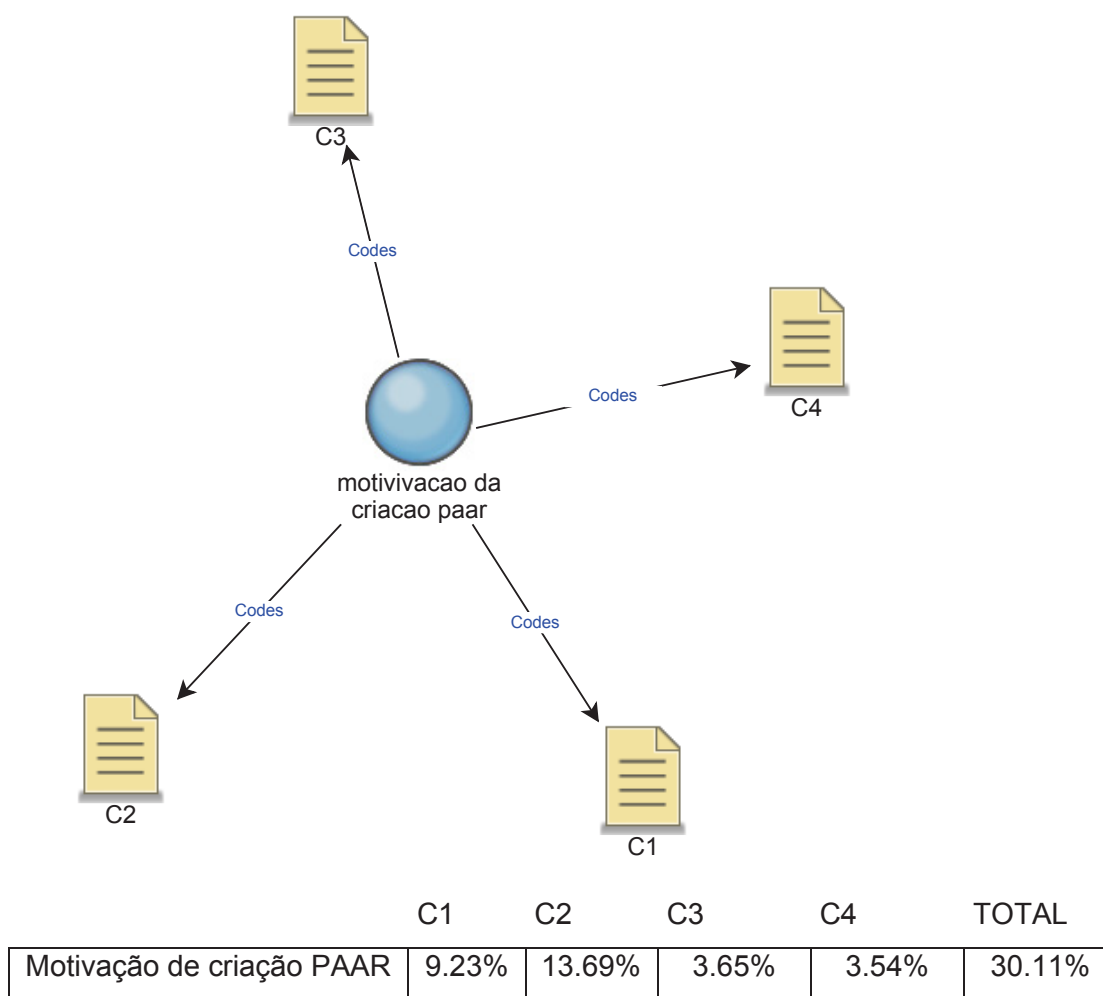 C3
Codes
Codes
C4
motivivacao da
criacao paar
Codes
Codes
C2
C1
C1 C2 C3 C4 TOTAL
Motivação de criação PAAR 9.23% 13.69% 3.65% 3.54% 30.11%